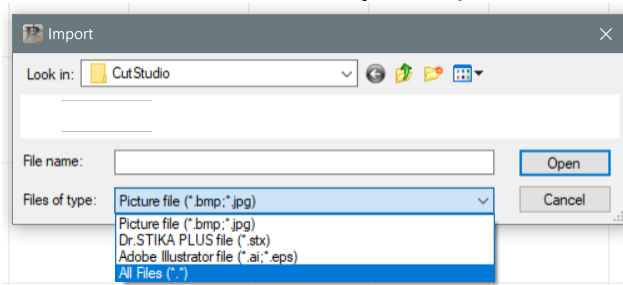 Import
Look in: CutStudio
File name: Open
Files of type: Picture file (*.bmp;*.jpg) Cancel
Picture file (*.bmp;*.jpg)
Dr.STIKA PLUS file (*.stx)
Adobe Illustrator file (*.ai;*.eps)
All Files (*.*)